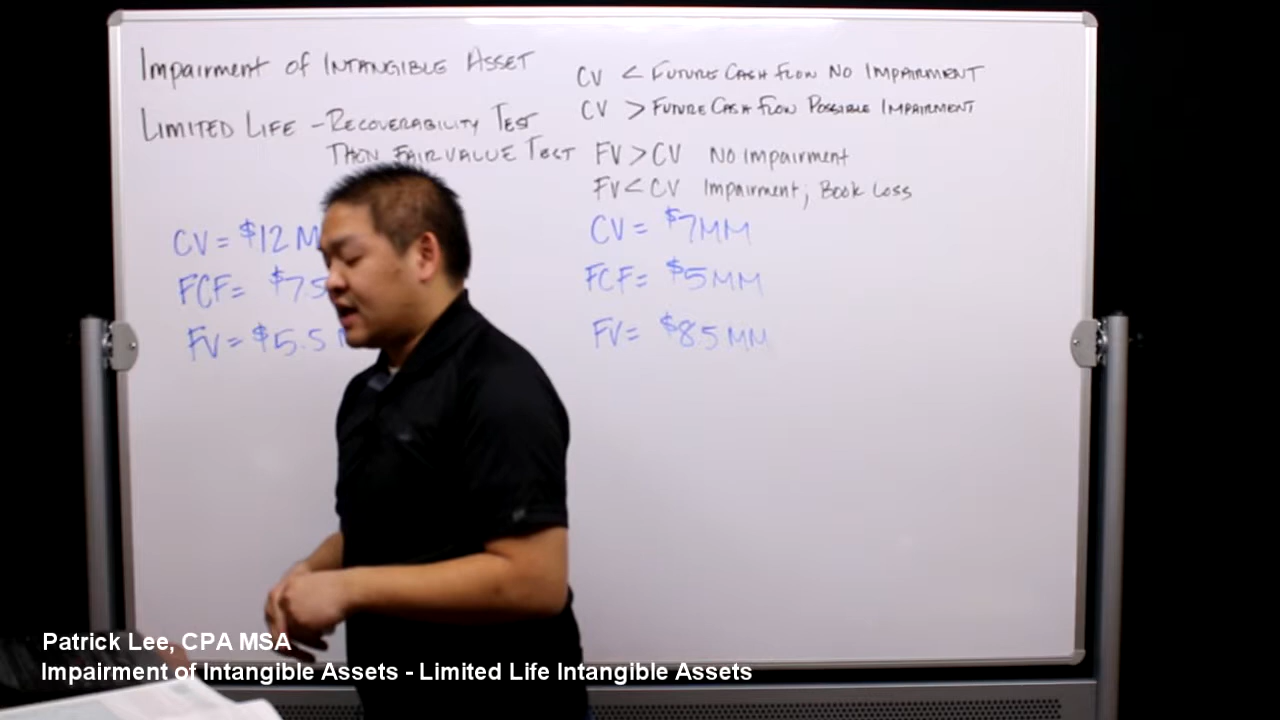 Impairment of Intangible Asset
Limited Life - Recoverability Test
Then Fair Value Test
CV < Future Cash Flow No Impairment
CV > Future Cash Flow Possible Impairment
FV > CV No Impairment
FV < CV Impairment; Book Loss
CV = $12 M
FCF = $7.5
FV = $5.5
CV = $7MM
FCF = $5MM
FV = $8.5MM
Patrick Lee, CPA MSA
Impairment of Intangible Assets - Limited Life Intangible Assets